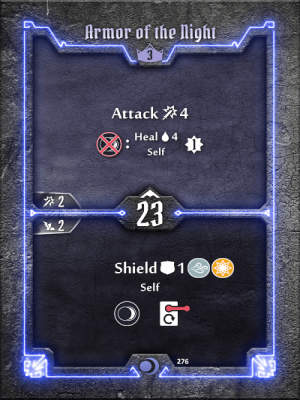 Armor of the Night
3
Attack 4
: Heal 4 1
Self
2
23
2
Shield 1
Self
276